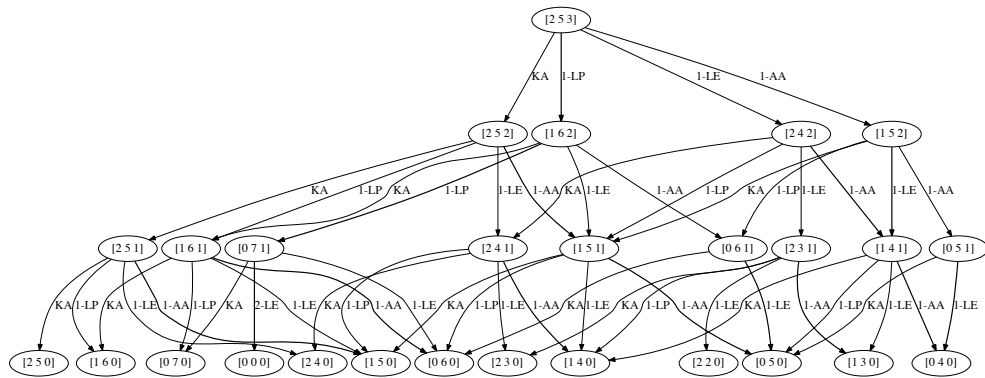 [2 5 3]
KA 1-LP 1-LE 1-AA
[2 5 2] [1 6 2] [2 4 2] [1 5 2]
KA 1-LP KA 1-LP 1-LE 1-AA KA 1-LE 1-AA 1-LP KA 1-LP 1-LE 1-AA 1-LE 1-AA
[2 5 1] [1 6 1] [0 7 1] [2 4 1] [1 5 1] [0 6 1] [2 3 1] [1 4 1] [0 5 1]
KA 1-LP KA 1-LE 1-AA 1-LP KA 2-LE 1-LE KA 1-LP 1-AA 1-LE KA 1-LP 1-LE 1-AA KA 1-LE KA 1-LP 1-AA 1-LE KA 1-LE 1-AA 1-LP KA 1-LE 1-AA 1-LE
[2 5 0] [1 6 0] [0 7 0] [0 0 0] [2 4 0] [1 5 0] [0 6 0] [2 3 0] [1 4 0] [2 2 0] [0 5 0] [1 3 0] [0 4 0]